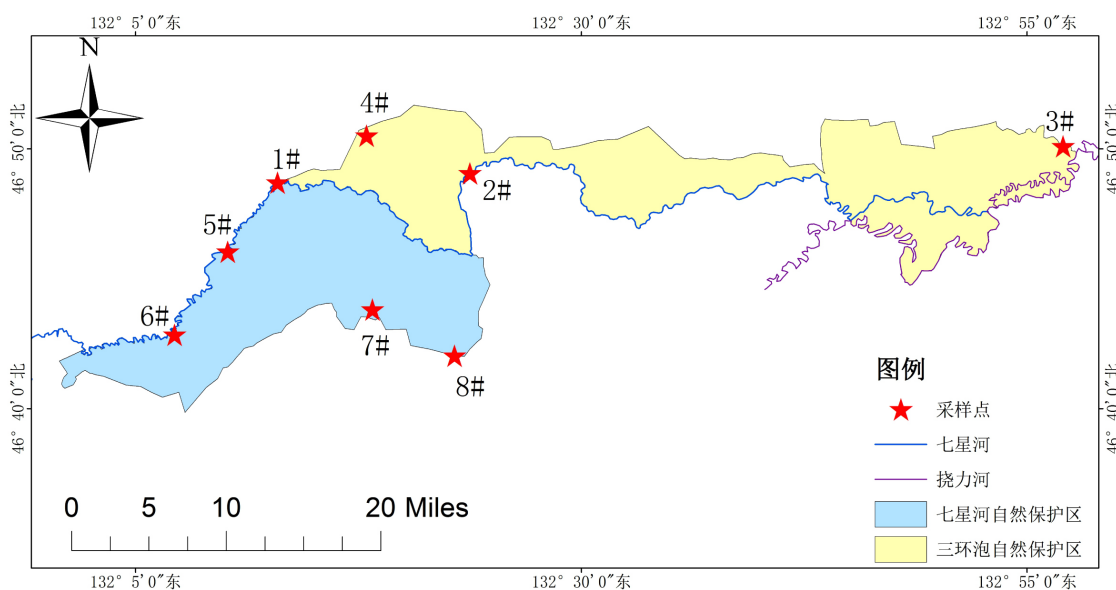 132° 5′0″东
132° 30′0″东
132° 55′0″东
N
46° 50′0″北
46° 50′0″北
4#
3#
1#
2#
5#
6#
7#
8#
46° 40′0″北
46° 40′0″北
图例
采样点
七星河
挠力河
七星河自然保护区
三环泡自然保护区
0 5 10 20 Miles
132° 5′0″东
132° 30′0″东
132° 55′0″东